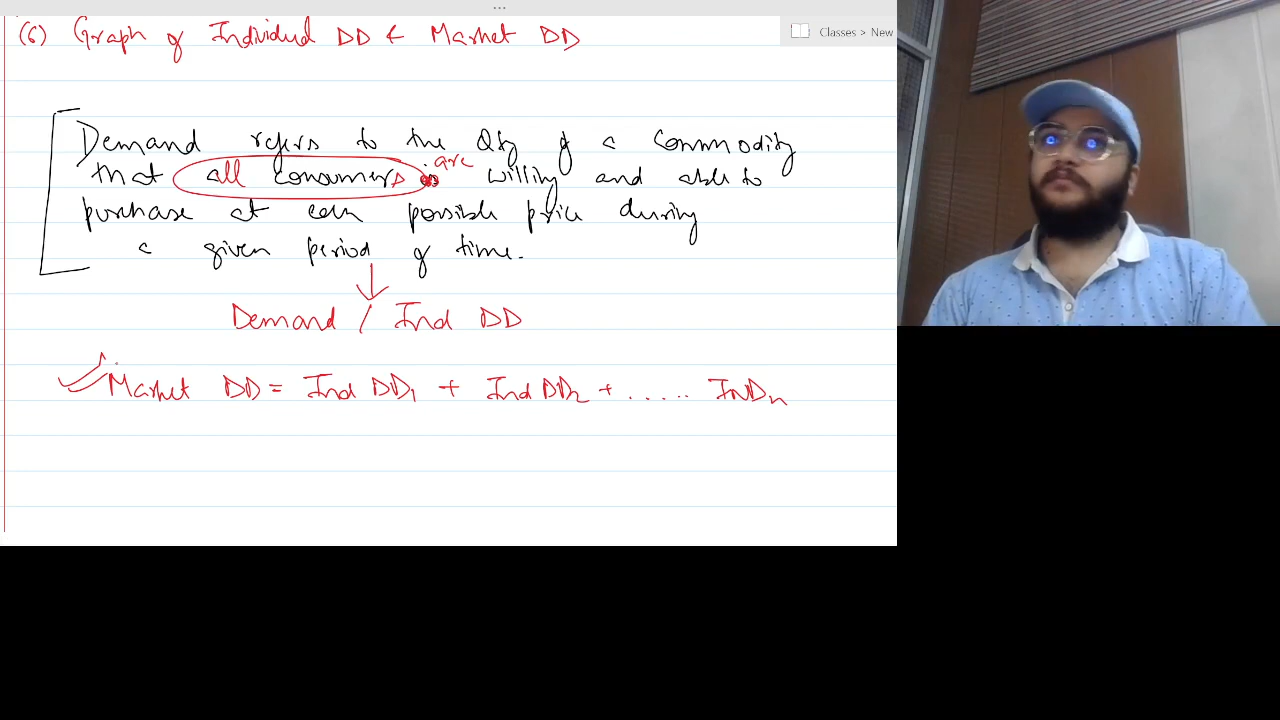 (6) Graph of Individual DD & Market DD
Classes > New
Demand refers to the Qty of a commodity
that all consumers are willing and able to
purchase at each possible price during
a given period of time.
Demand / Ind DD
Market DD = Ind DD1 + Ind DD2 + ..... InDn